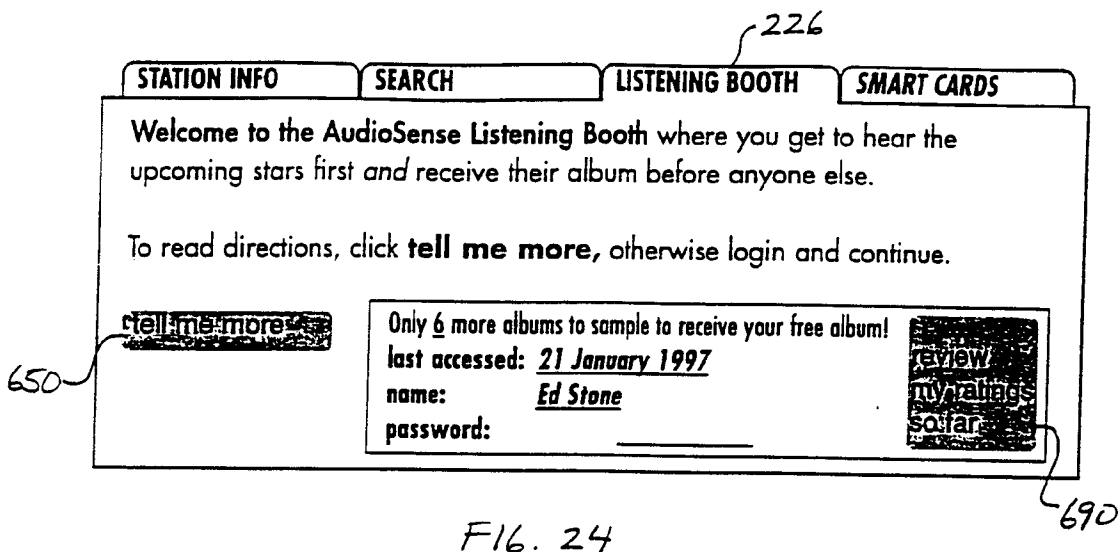 226
STATION INFO SEARCH LISTENING BOOTH SMART CARDS
Welcome to the AudioSense Listening Booth where you get to hear the
upcoming stars first and receive their album before anyone else.
To read directions, click tell me more, otherwise login and continue.
tell me more
650
Only 6 more albums to sample to receive your free album!
last accessed: 21 January 1997
name: Ed Stone
password:
review
my ratings
so far
690
FIG. 24